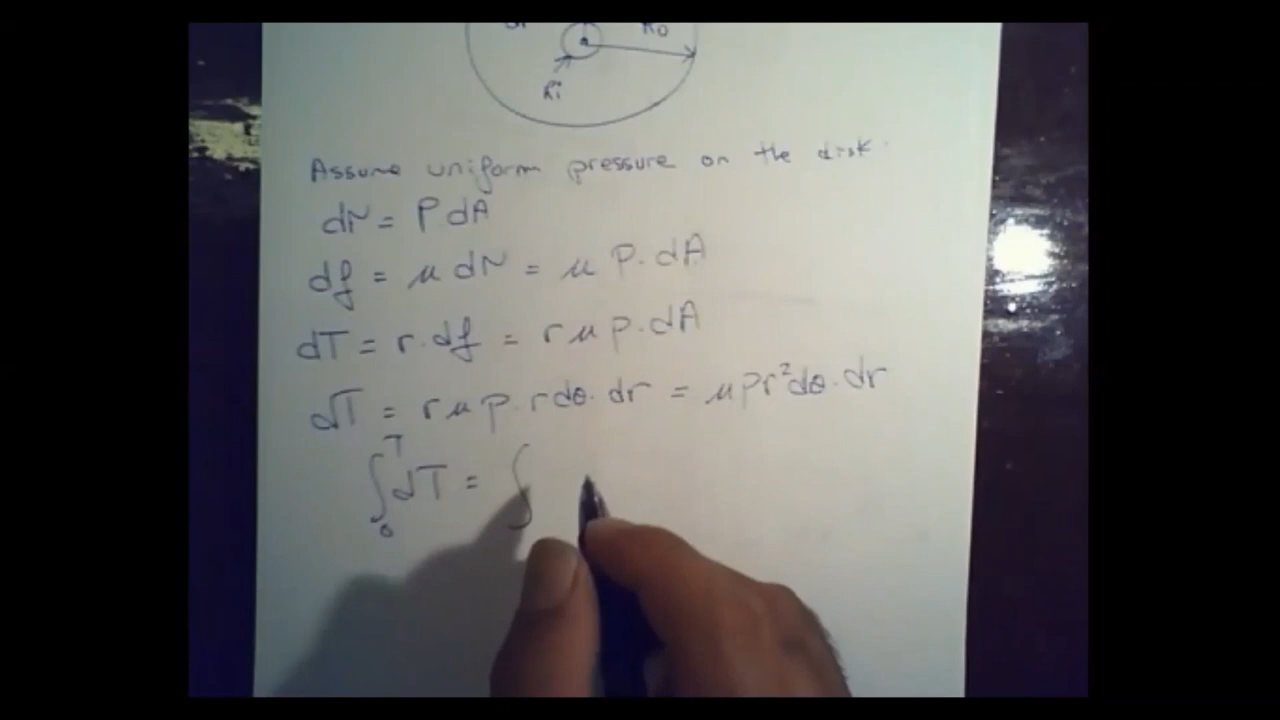 Ro
Ri
Assume uniform pressure on the disk.
dN = P dA
df = μ dN = μ P. dA
dT = r. df = r μ p. dA
dT = r μ p. r dθ. dr = μ p r² dθ. dr
∫₀ᵀ dT = ∫